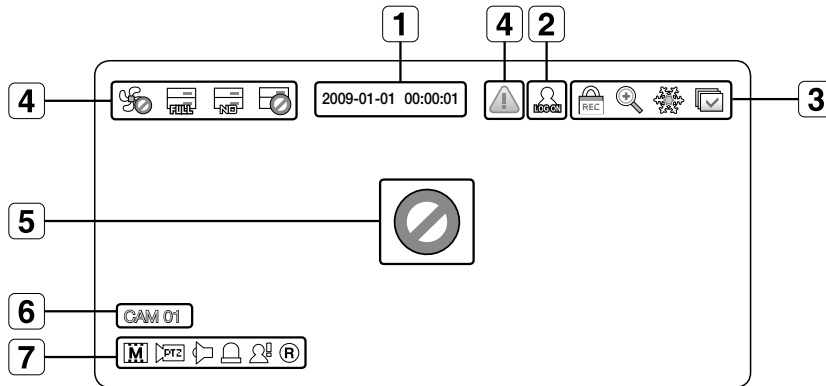 1
4
2
4
FULL
NO
2009-01-01 00:00:01
LOG ON
REC
3
5
6
CAM 01
7
M
PTZ
R